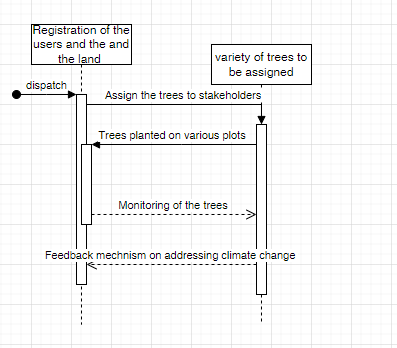 Registration of the
users and the and
the land
variety of trees to
be assigned
dispatch
Assign the trees to stakeholders
Trees planted on various plots
Monitoring of the trees
Feedback mechnism on addressing climate change